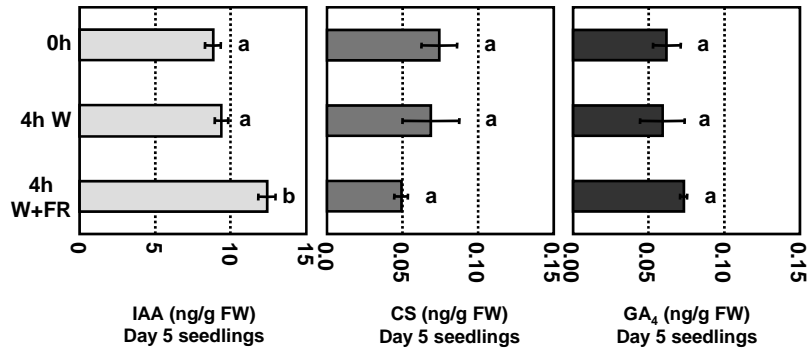 0h
4h W
4h
W+FR
a
a
b
a
a
a
a
a
a
0
5
10
15
0.0
0.05
0.10
0.15
0.00
0.05
0.10
0.15
IAA (ng/g FW)
Day 5 seedlings
CS (ng/g FW)
Day 5 seedlings
GA₄ (ng/g FW)
Day 5 seedlings